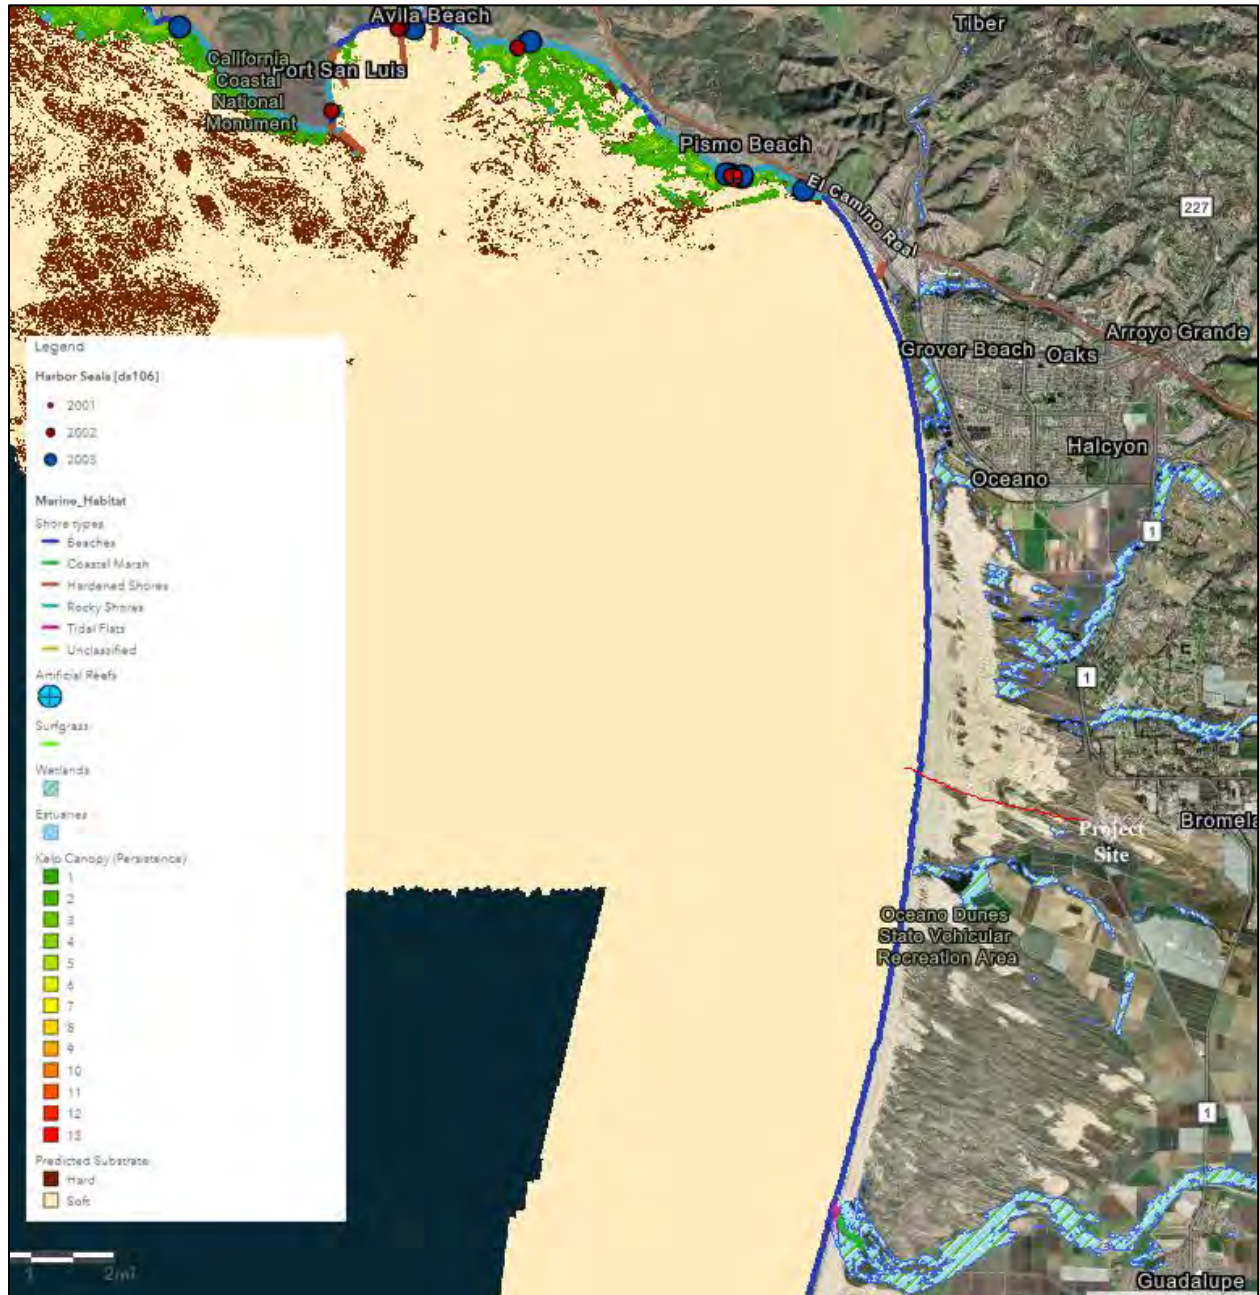 Avila Beach
Tiber
California
Coastal
National
Monument
Port San Luis
Pismo Beach
El Camino Real
227
Arroyo Grande
Grover Beach
Oaks
Halcyon
Oceano
1
1
Project
Site
Bromela
Oceano Dunes
State Vehicular
Recreation Area
1
Guadalupe
Legend
Harbor Seals [ds106]
2001
2002
2003
Marine_Habitat
Shore types
Beaches
Coastal Marsh
Hardened Shores
Rocky Shores
Tidal Flats
Unclassified
Artificial Reefs
Surfgrass
Wetlands
Estuaries
Kelp Canopy (Persistence)
1
2
3
4
5
6
7
8
9
10
11
12
13
Predicted Substrate
Hard
Soft
1
2mi